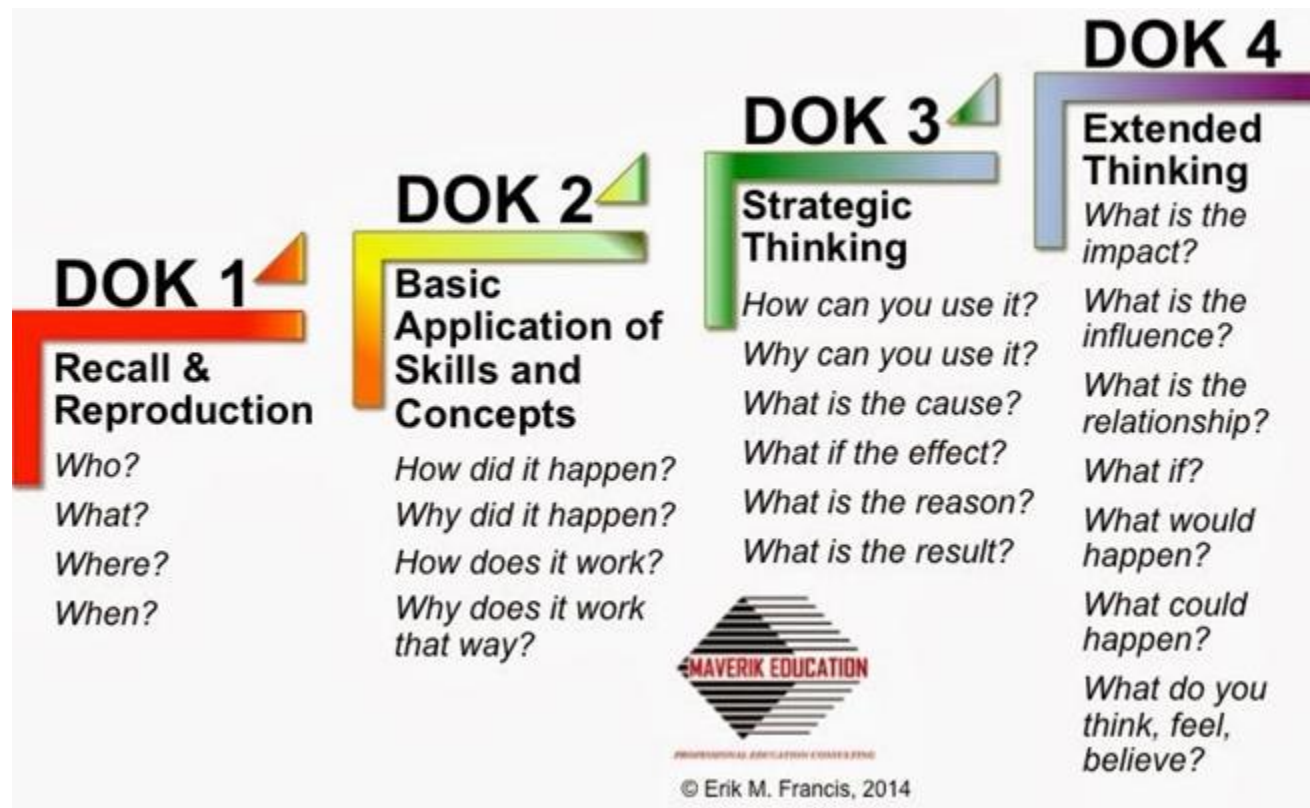 DOK 1
Recall &
Reproduction
Who?
What?
Where?
When?
DOK 2
Basic
Application of
Skills and
Concepts
How did it happen?
Why did it happen?
How does it work?
Why does it work
that way?
DOK 3
Strategic
Thinking
How can you use it?
Why can you use it?
What is the cause?
What if the effect?
What is the reason?
What is the result?
DOK 4
Extended
Thinking
What is the
impact?
What is the
influence?
What is the
relationship?
What if?
What would
happen?
What could
happen?
What do you
think, feel,
believe?
MAVERIK EDUCATION
PROFESSIONAL EDUCATION CONSULTING
© Erik M. Francis, 2014